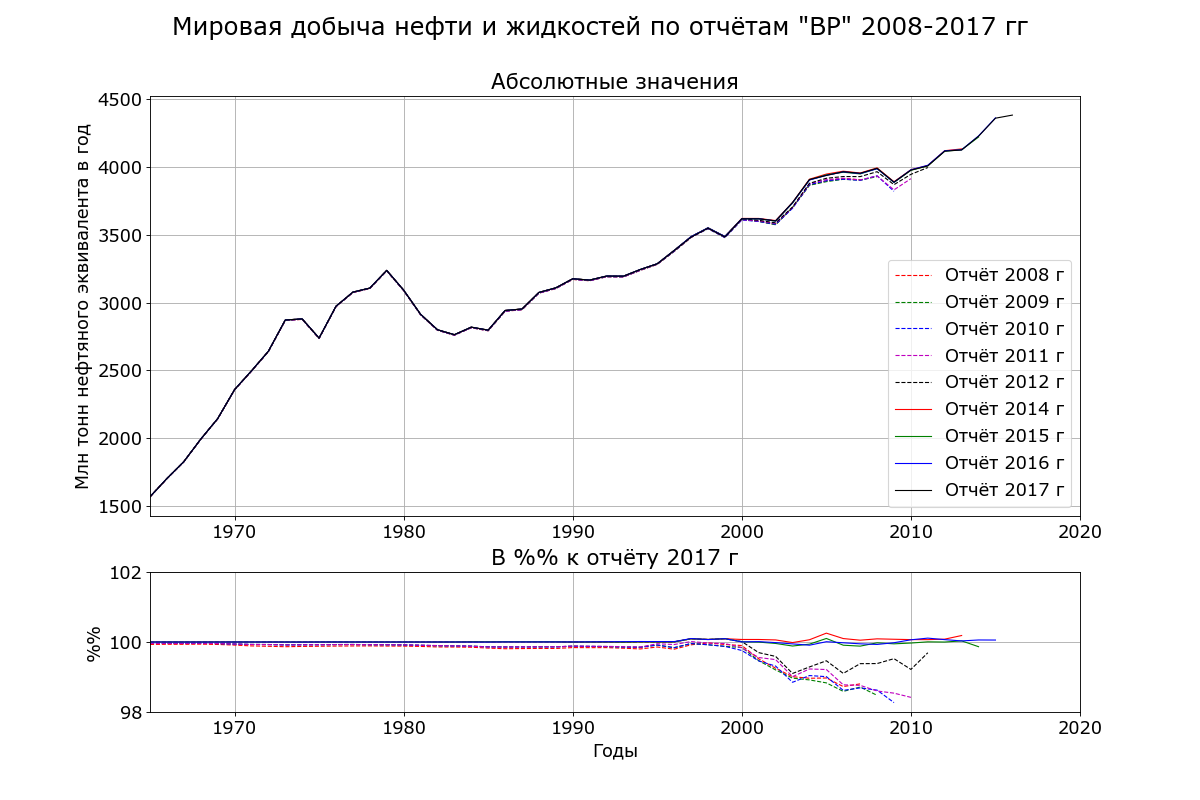 Мировая добыча нефти и жидкостей по отчётам "BP" 2008-2017 гг
Абсолютные значения
Млн тонн нефтяного эквивалента в год
4500
4000
3500
3000
2500
2000
1500
Отчёт 2008 г
Отчёт 2009 г
Отчёт 2010 г
Отчёт 2011 г
Отчёт 2012 г
Отчёт 2014 г
Отчёт 2015 г
Отчёт 2016 г
Отчёт 2017 г
1970 1980 1990 2000 2010 2020
В %% к отчёту 2017 г
%%
102
100
98
1970 1980 1990 2000 2010 2020
Годы